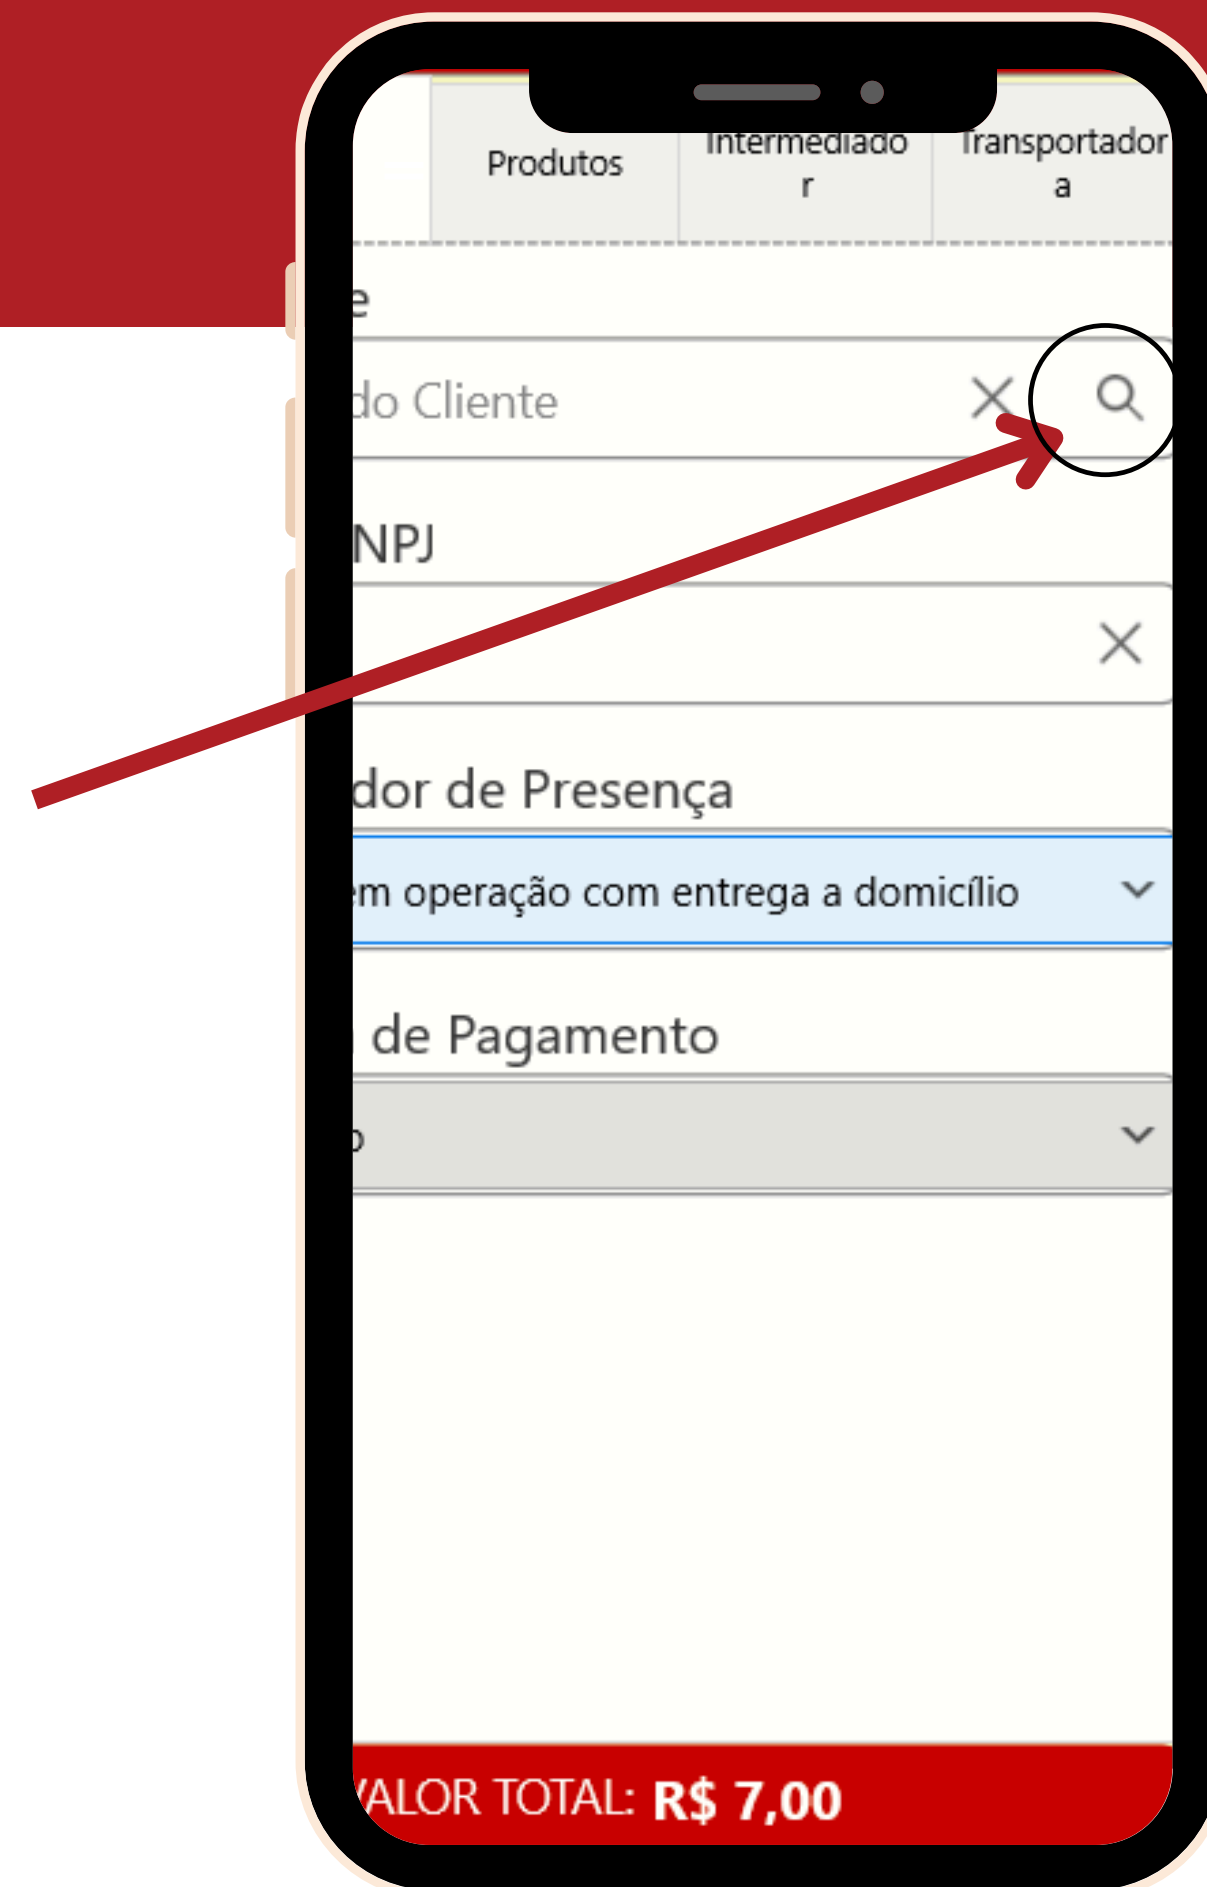 Produtos
Intermediado
r
Transportador
a
e
do Cliente
NPJ
dor de Presença
em operação com entrega a domicílio
de Pagamento
o
VALOR TOTAL: R$ 7,00